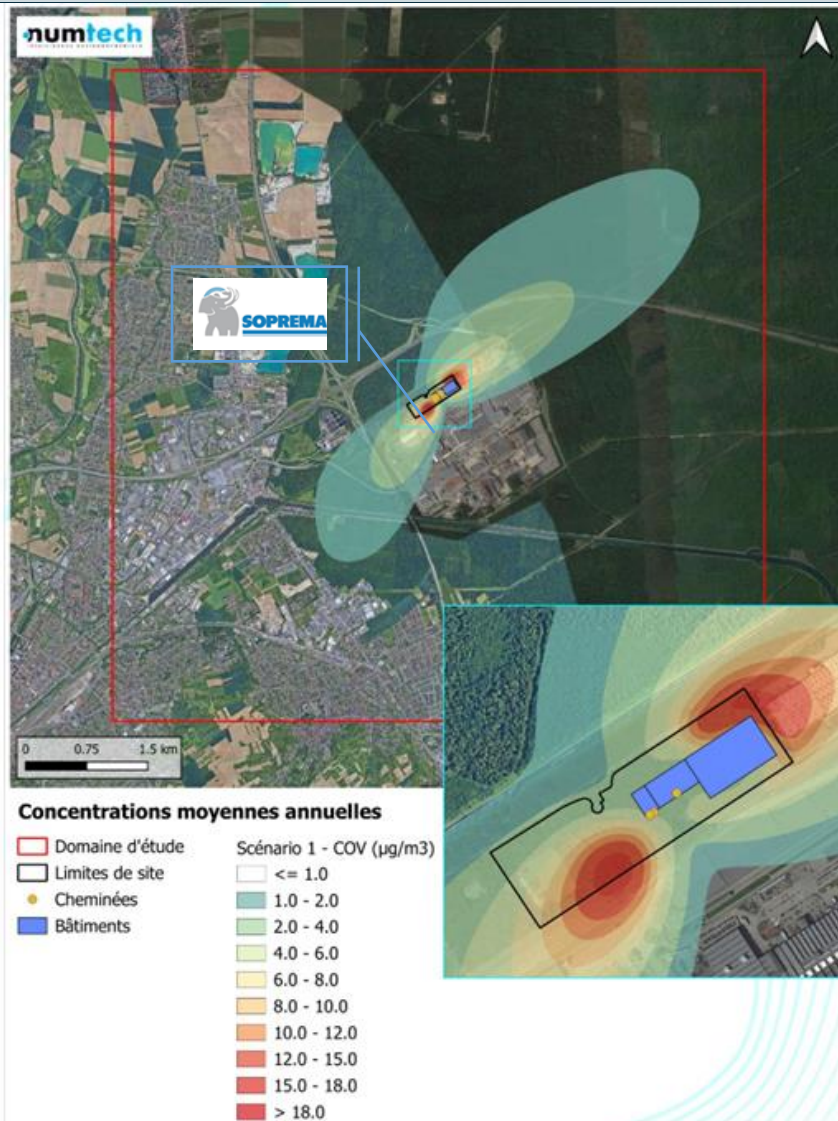 numtech
SOPREMA
0 0.75 1.5 km
Concentrations moyennes annuelles
Domaine d'étude
Limites de site
Cheminées
Bâtiments
Scénario 1 - COV (µg/m3)
<= 1.0
1.0 - 2.0
2.0 - 4.0
4.0 - 6.0
6.0 - 8.0
8.0 - 10.0
10.0 - 12.0
12.0 - 15.0
15.0 - 18.0
> 18.0